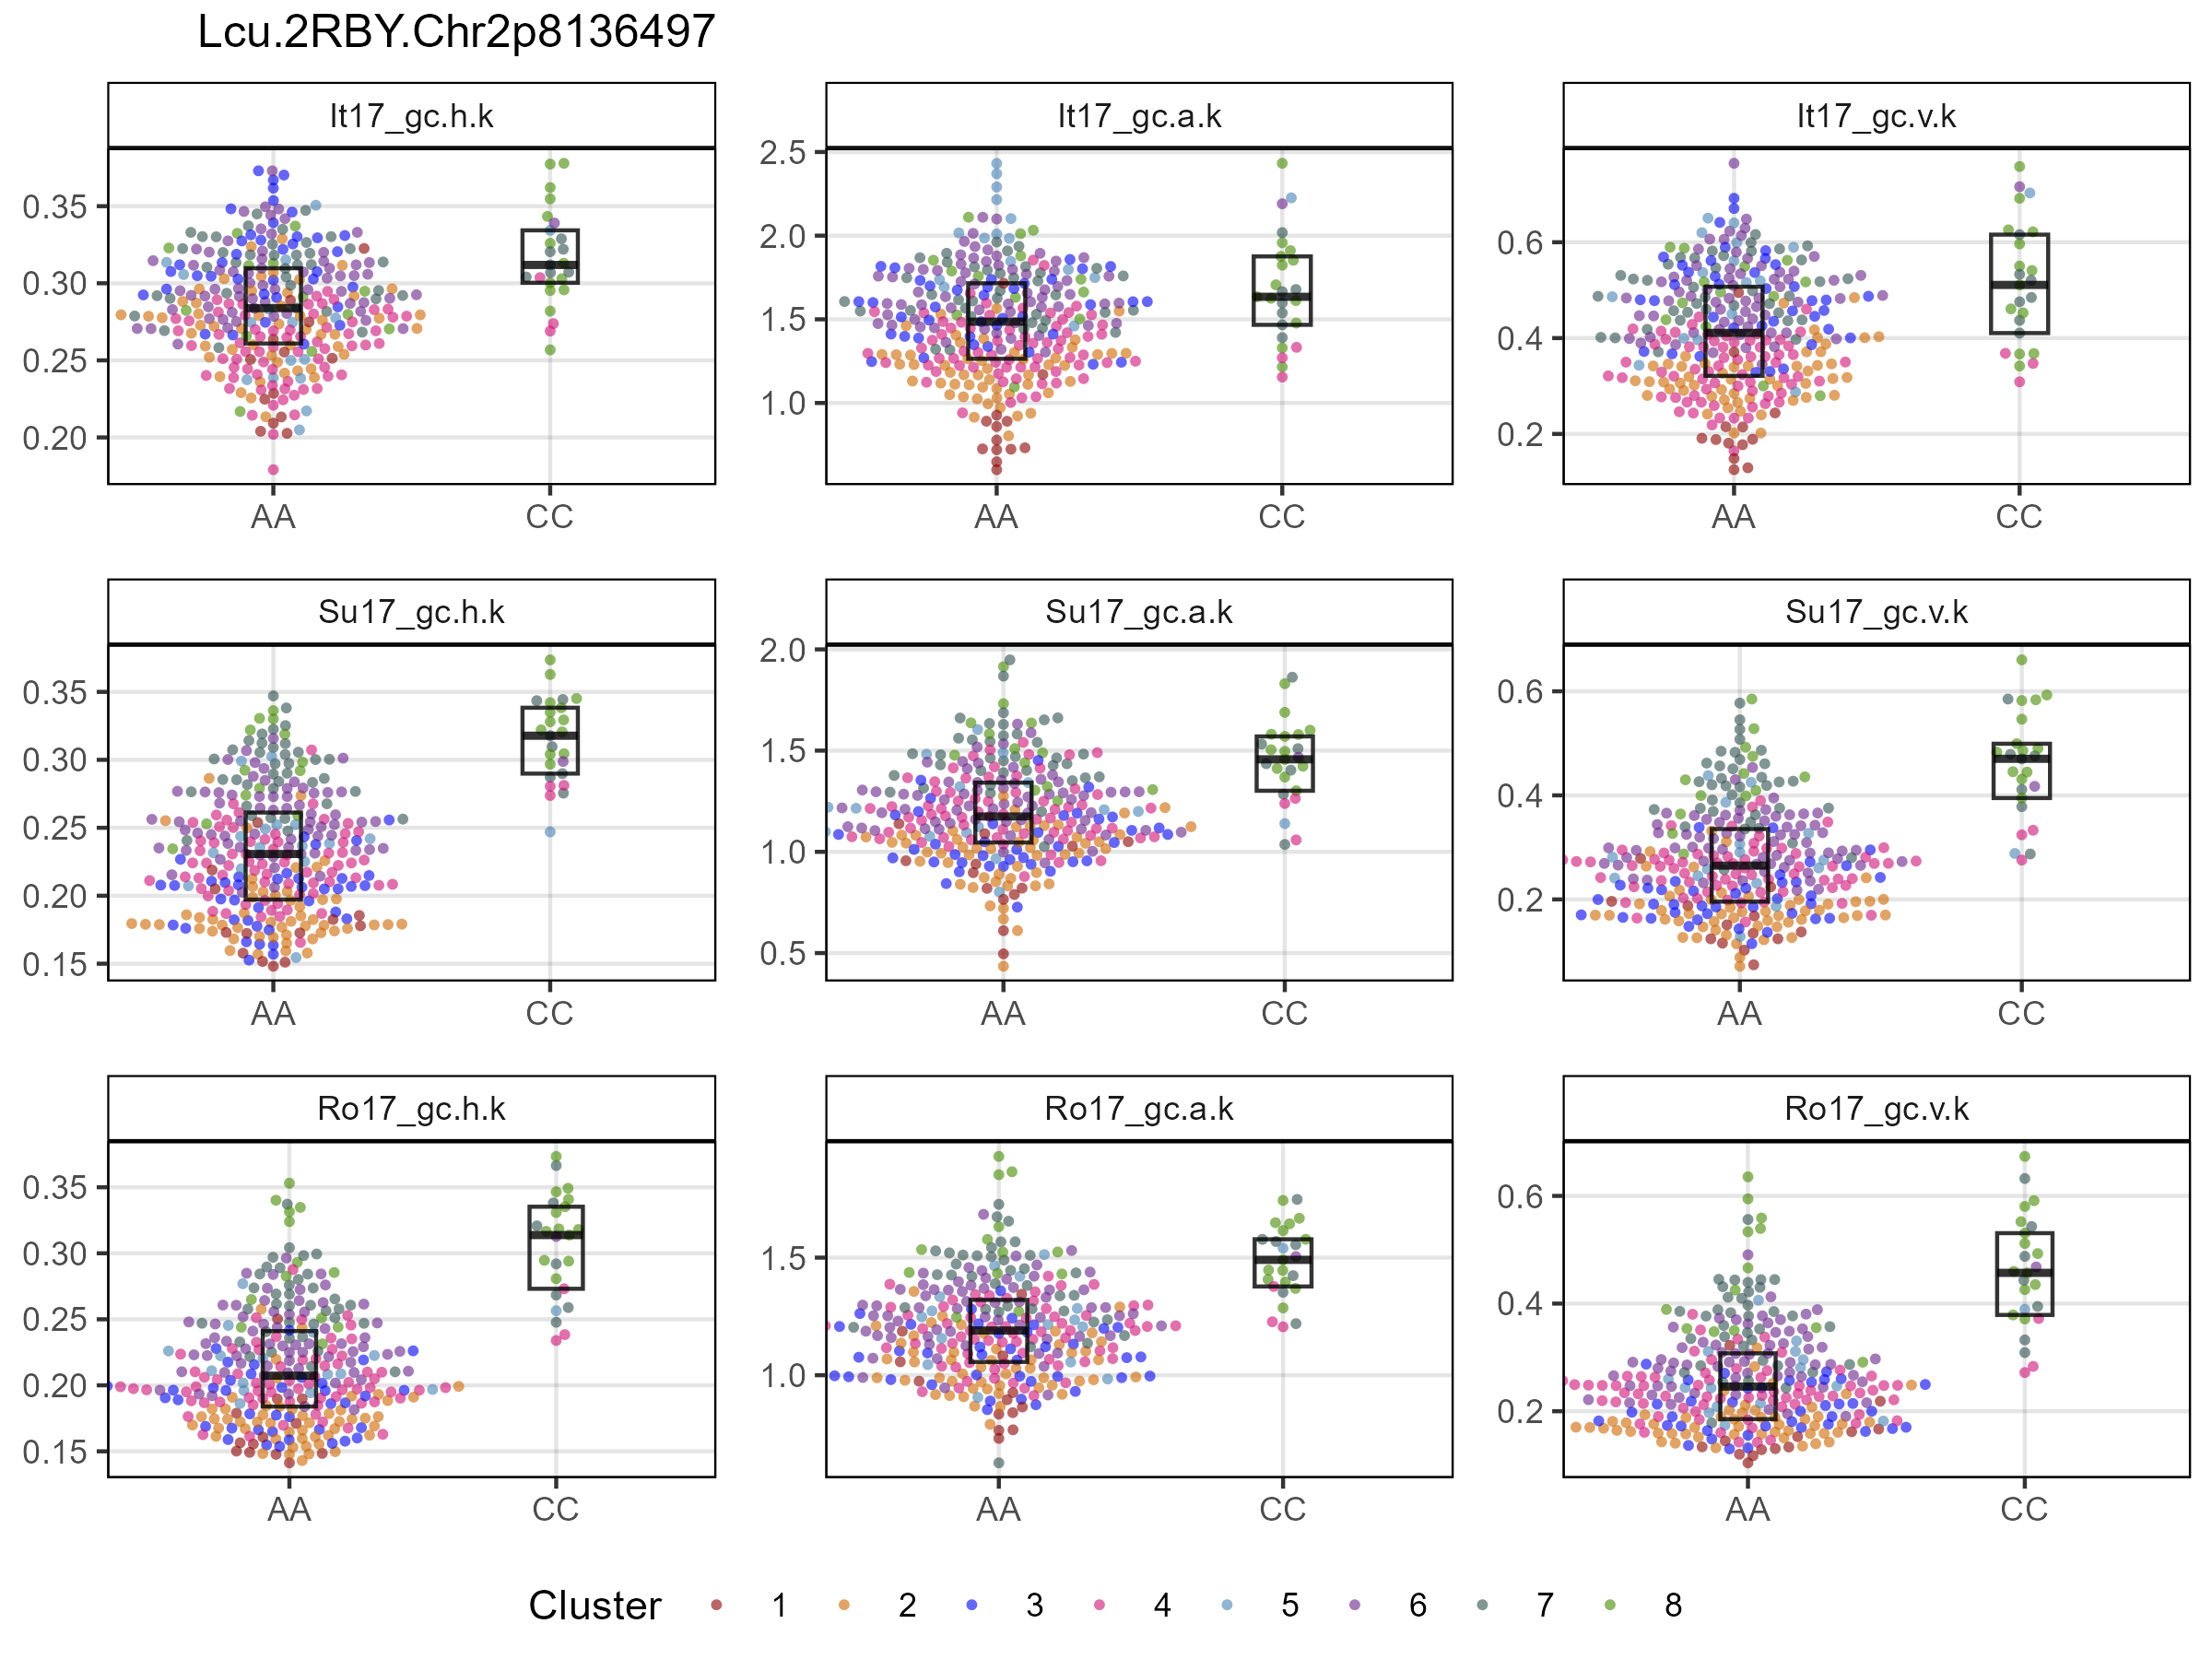 Lcu.2RBY.Chr2p8136497
It17_gc.h.k
It17_gc.a.k
It17_gc.v.k
0.35
0.30
0.25
0.20
AA
CC
2.5
2.0
1.5
1.0
AA
CC
0.6
0.4
0.2
AA
CC
Su17_gc.h.k
Su17_gc.a.k
Su17_gc.v.k
0.35
0.30
0.25
0.20
0.15
AA
CC
2.0
1.5
1.0
0.5
AA
CC
0.6
0.4
0.2
AA
CC
Ro17_gc.h.k
Ro17_gc.a.k
Ro17_gc.v.k
0.35
0.30
0.25
0.20
0.15
AA
CC
1.5
1.0
AA
CC
0.6
0.4
0.2
AA
CC
Cluster 1 2 3 4 5 6 7 8